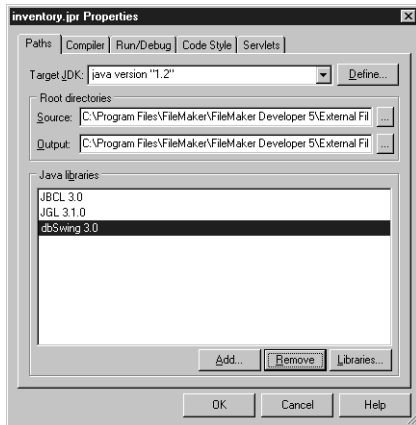 inventory.jpr Properties
Paths Compiler Run/Debug Code Style Servlets
Target JDK: java version "1.2" Define...
Root directories
Source: C:\Program Files\FileMaker\FileMaker Developer 5\External Fil ...
Output: C:\Program Files\FileMaker\FileMaker Developer 5\External Fil ...
Java libraries
JBCL 3.0
JGL 3.1.0
dbSwing 3.0
Add... Remove Libraries...
OK Cancel Help